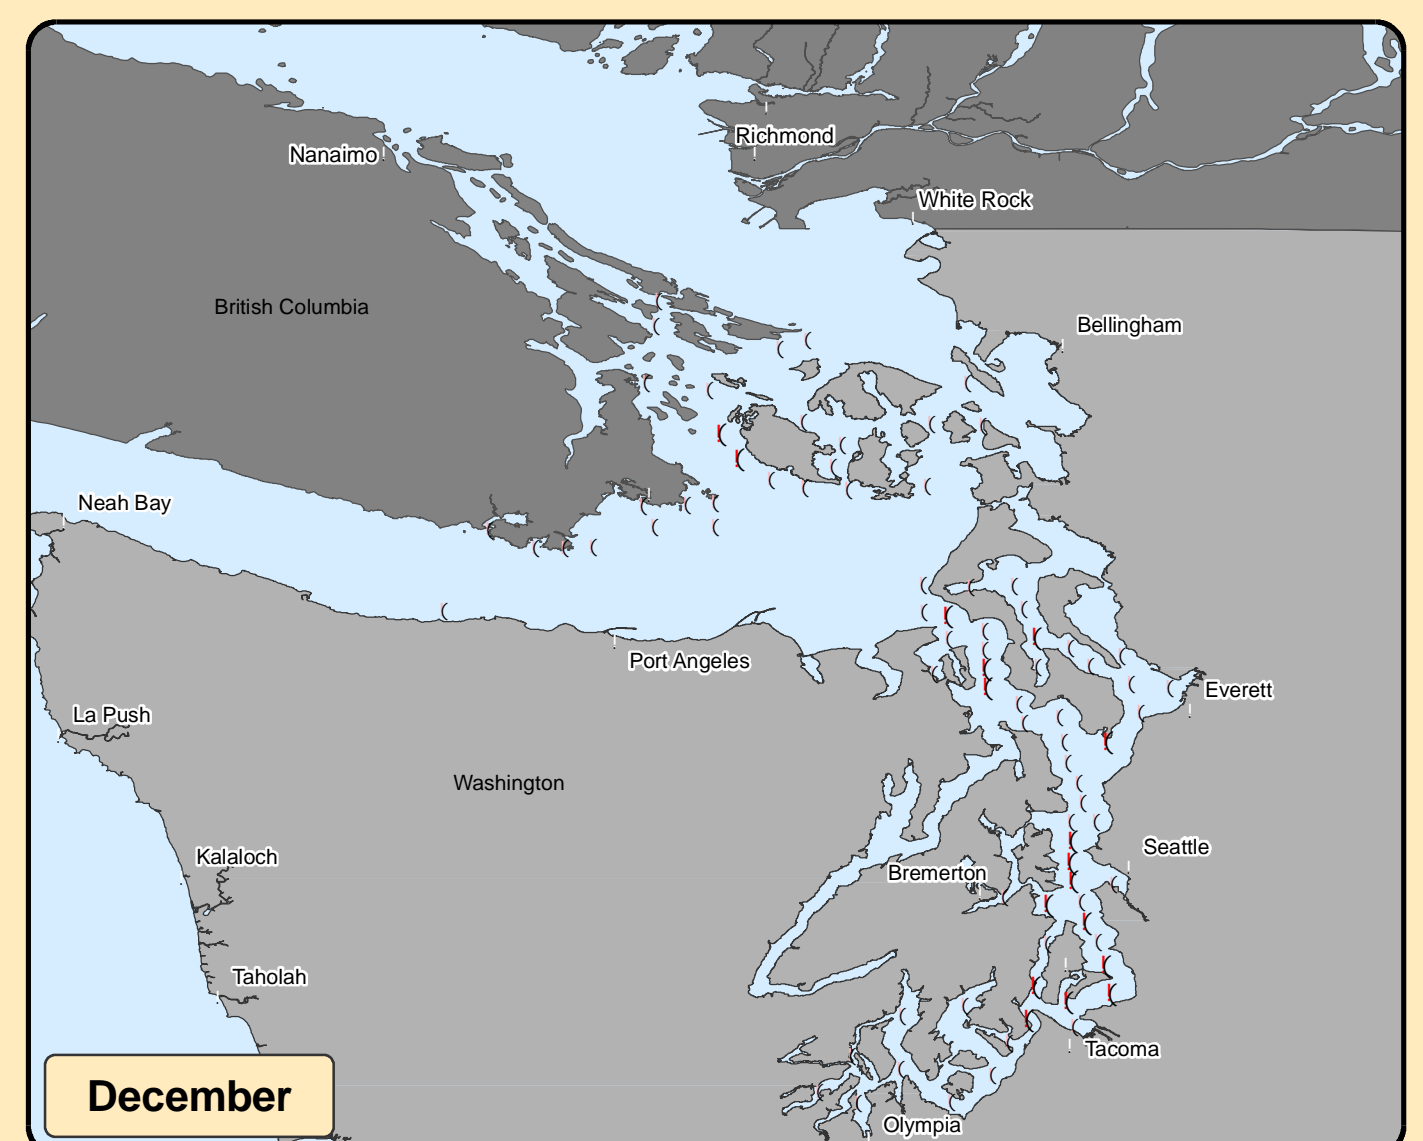 Richmond
Nanaimo
White Rock
British Columbia
Bellingham
Neah Bay
Port Angeles
Everett
La Push
Washington
Seattle
Kalaloch
Bremerton
Taholah
Tacoma
December
Olympia